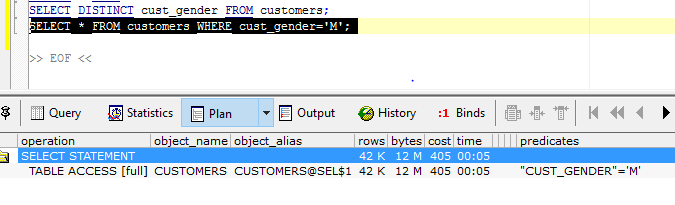 SELECT DISTINCT cust_gender FROM customers;
SELECT * FROM customers WHERE cust_gender='M';
>> EOF <<
Query Statistics Plan Output History :1 Binds
operation object_name object_alias rows bytes cost time predicates
SELECT STATEMENT 42 K 12 M 405 00:05
TABLE ACCESS [full] CUSTOMERS CUSTOMERS@SEL$1 42 K 12 M 405 00:05 "CUST_GENDER"='M'